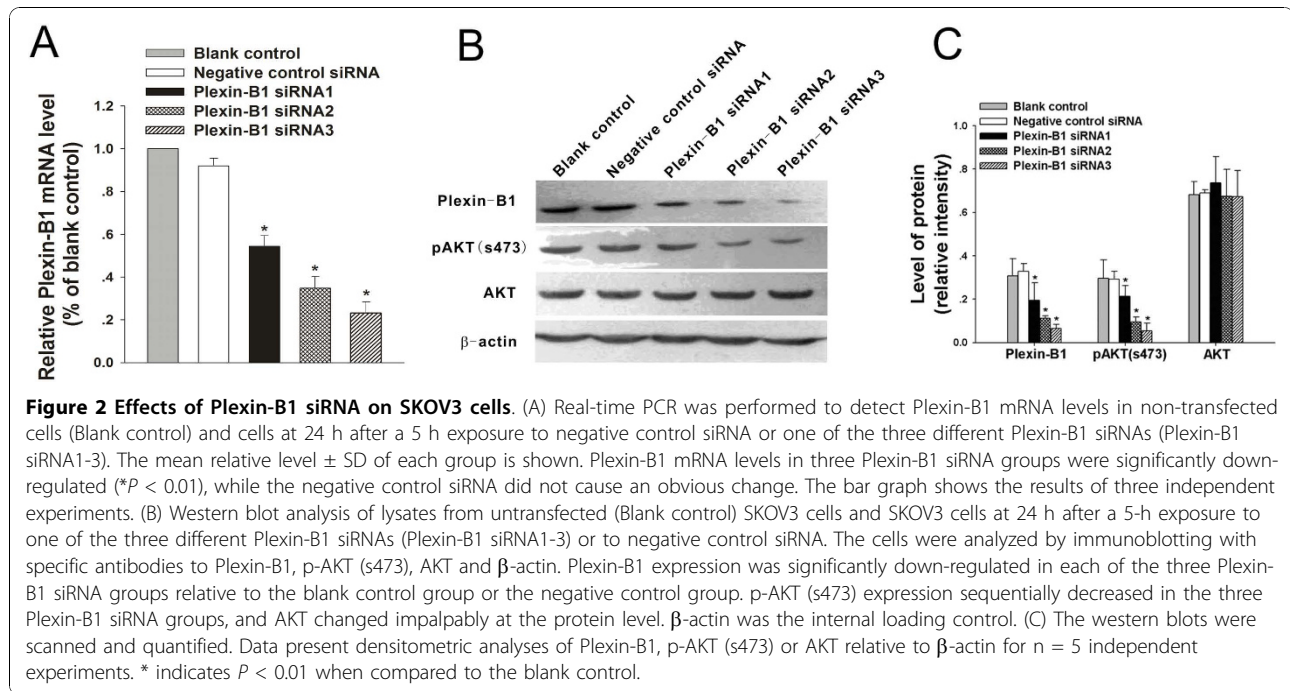 A
Blank control
Negative control siRNA
Plexin-B1 siRNA1
Plexin-B1 siRNA2
Plexin-B1 siRNA3
Relative Plexin-B1 mRNA level
(% of blank control)
1.2
1.0
.8
.6
.4
.2
0.0
*
*
*
B
Blank control
Negative control siRNA
Plexin-B1 siRNA1
Plexin-B1 siRNA2
Plexin-B1 siRNA3
Plexin-B1
pAKT(s473)
AKT
β-actin
C
Blank control
Negative control siRNA
Plexin-B1 siRNA1
Plexin-B1 siRNA2
Plexin-B1 siRNA3
Level of protein
(relative intensity)
1.0
.8
.6
.4
.2
0.0
*
*
*
*
*
*
Plexin-B1 pAKT(s473) AKT
Figure 2 Effects of Plexin-B1 siRNA on SKOV3 cells. (A) Real-time PCR was performed to detect Plexin-B1 mRNA levels in non-transfected
cells (Blank control) and cells at 24 h after a 5 h exposure to negative control siRNA or one of the three different Plexin-B1 siRNAs (Plexin-B1
siRNA1-3). The mean relative level ± SD of each group is shown. Plexin-B1 mRNA levels in three Plexin-B1 siRNA groups were significantly down-
regulated (*P < 0.01), while the negative control siRNA did not cause an obvious change. The bar graph shows the results of three independent
experiments. (B) Western blot analysis of lysates from untransfected (Blank control) SKOV3 cells and SKOV3 cells at 24 h after a 5-h exposure to
one of the three different Plexin-B1 siRNAs (Plexin-B1 siRNA1-3) or to negative control siRNA. The cells were analyzed by immunoblotting with
specific antibodies to Plexin-B1, p-AKT (s473), AKT and β-actin. Plexin-B1 expression was significantly down-regulated in each of the three Plexin-
B1 siRNA groups relative to the blank control group or the negative control group. p-AKT (s473) expression sequentially decreased in the three
Plexin-B1 siRNA groups, and AKT changed impalpably at the protein level. β-actin was the internal loading control. (C) The western blots were
scanned and quantified. Data present densitometric analyses of Plexin-B1, p-AKT (s473) or AKT relative to β-actin for n = 5 independent
experiments. * indicates P < 0.01 when compared to the blank control.